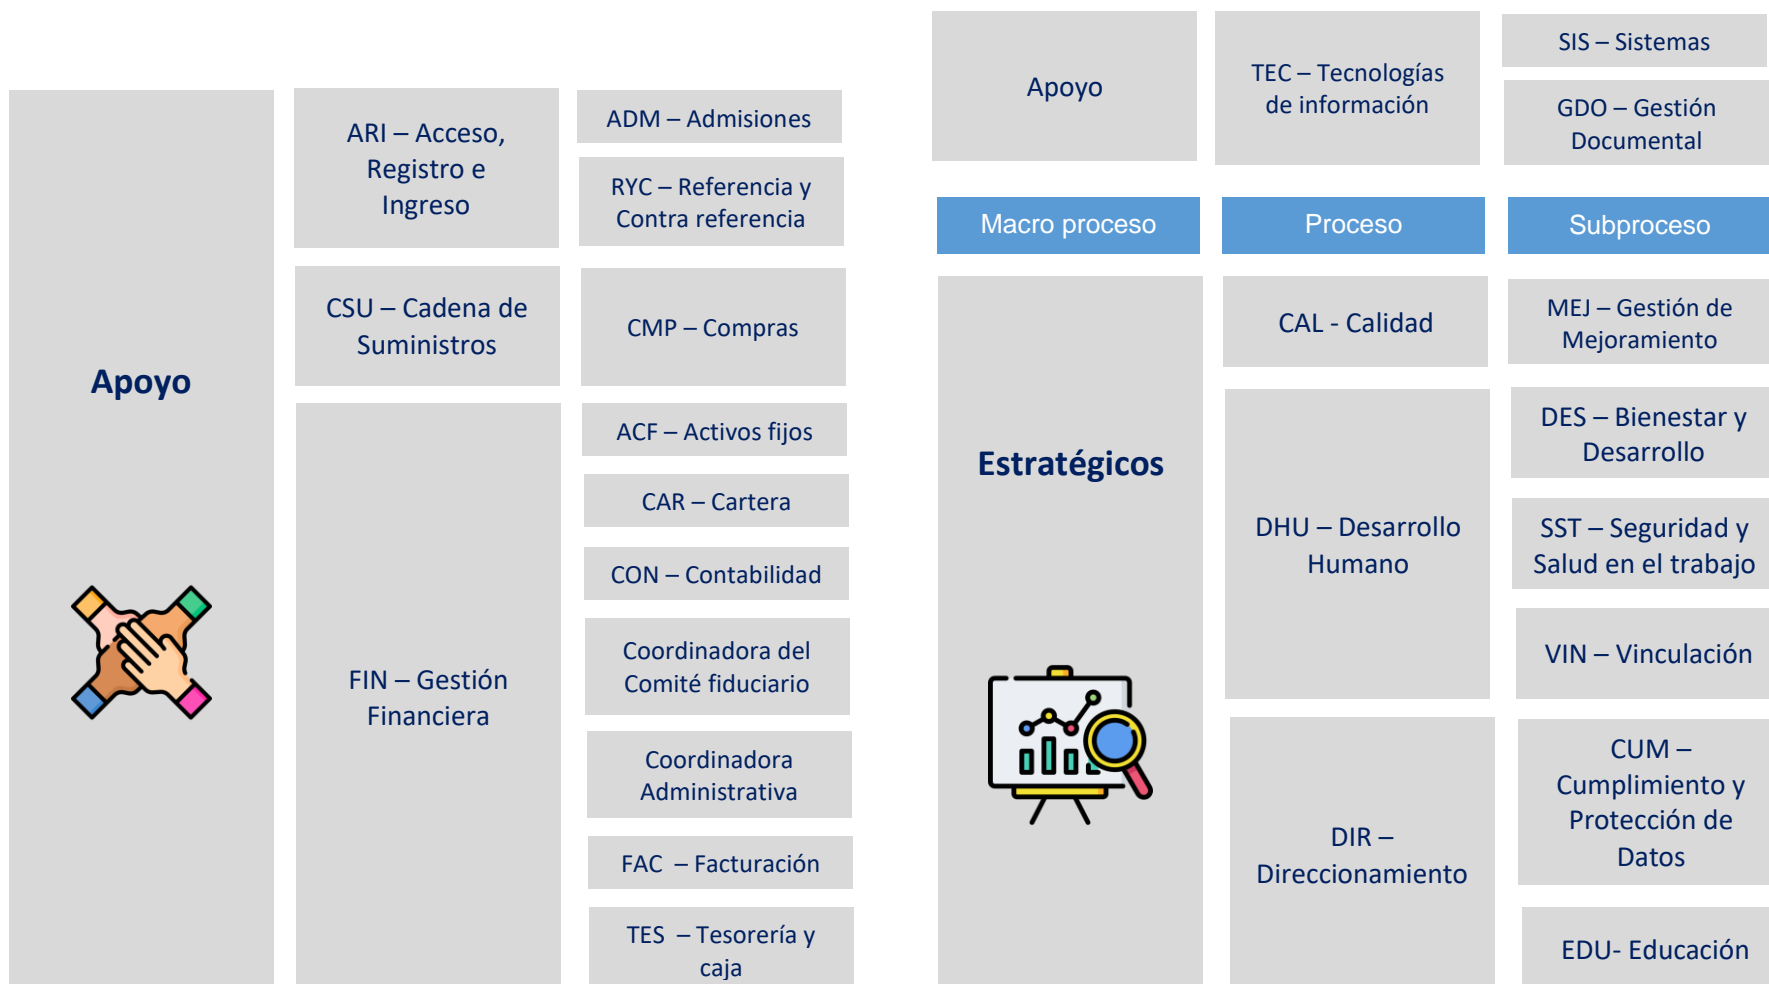 Apoyo
ARI – Acceso,
Registro e
Ingreso
ADM – Admisiones
RYC – Referencia y
Contra referencia
CSU – Cadena de
Suministros
CMP – Compras
FIN – Gestión
Financiera
ACF – Activos fijos
CAR – Cartera
CON – Contabilidad
Coordinadora del
Comité fiduciario
Coordinadora
Administrativa
FAC – Facturación
TES – Tesorería y
caja
Apoyo
TEC – Tecnologías
de información
SIS – Sistemas
GDO – Gestión
Documental
Macro proceso
Proceso
Subproceso
Estratégicos
CAL - Calidad
MEJ – Gestión de
Mejoramiento
DHU – Desarrollo
Humano
DES – Bienestar y
Desarrollo
SST – Seguridad y
Salud en el trabajo
VIN – Vinculación
DIR –
Direccionamiento
CUM –
Cumplimiento y
Protección de
Datos
EDU- Educación